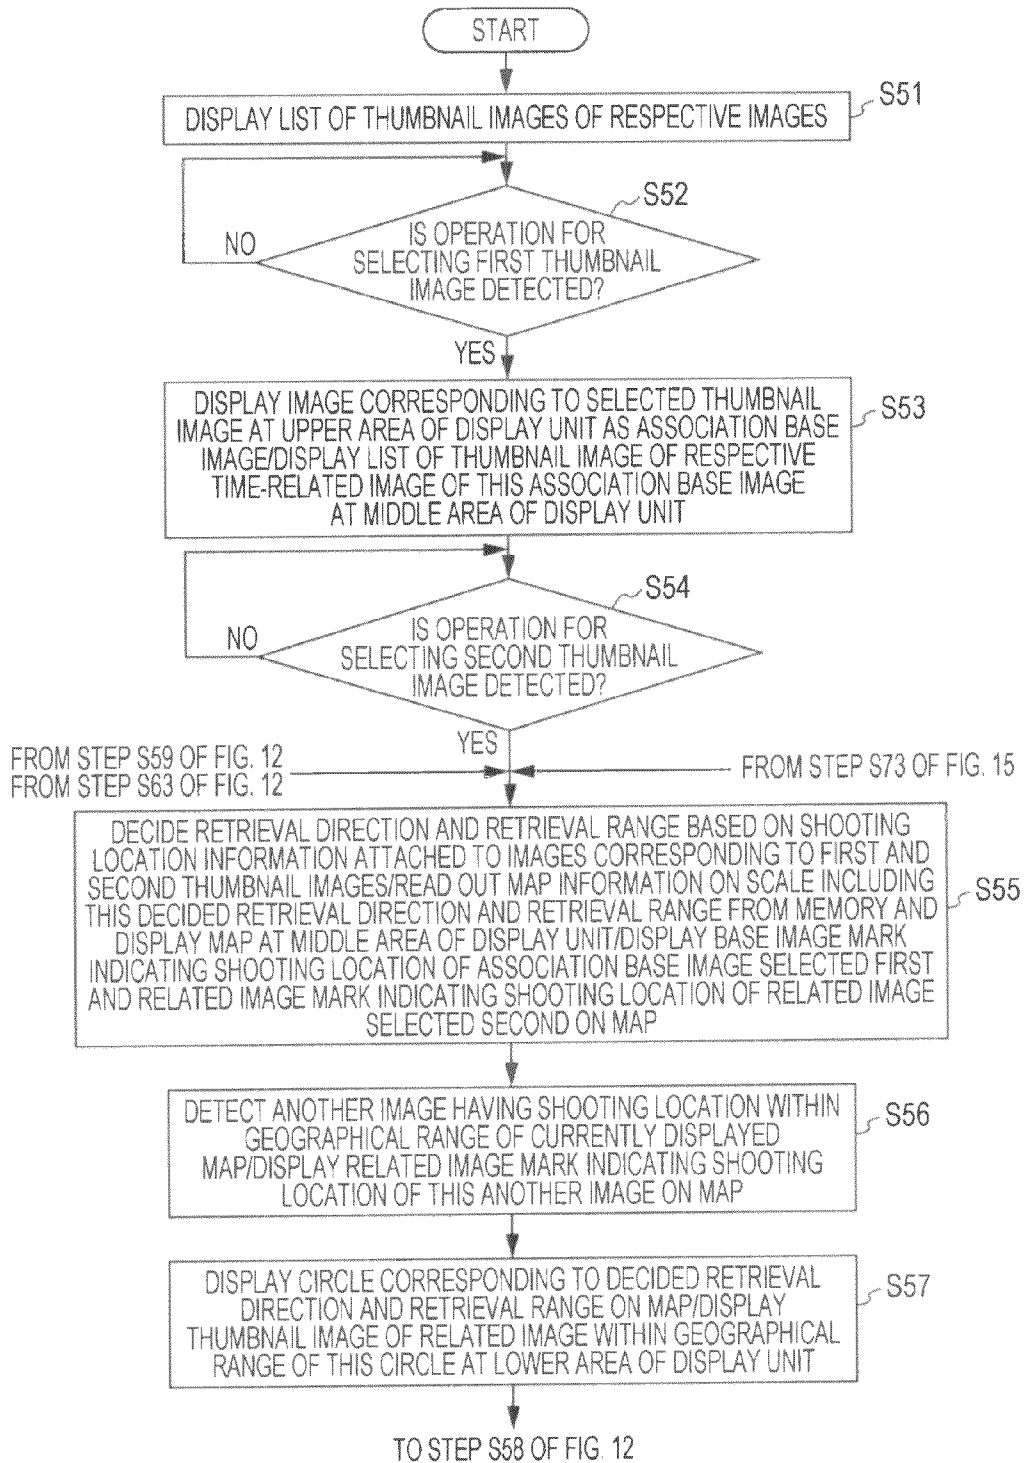 START
S51
DISPLAY LIST OF THUMBNAIL IMAGES OF RESPECTIVE IMAGES
S52
IS OPERATION FOR
SELECTING FIRST THUMBNAIL
IMAGE DETECTED?
NO
YES
S53
DISPLAY IMAGE CORRESPONDING TO SELECTED THUMBNAIL
IMAGE AT UPPER AREA OF DISPLAY UNIT AS ASSOCIATION BASE
IMAGE/DISPLAY LIST OF THUMBNAIL IMAGE OF RESPECTIVE
TIME-RELATED IMAGE OF THIS ASSOCIATION BASE IMAGE
AT MIDDLE AREA OF DISPLAY UNIT
S54
IS OPERATION FOR
SELECTING SECOND THUMBNAIL
IMAGE DETECTED?
NO
YES
FROM STEP S59 OF FIG. 12
FROM STEP S63 OF FIG. 12
FROM STEP S73 OF FIG. 15
S55
DECIDE RETRIEVAL DIRECTION AND RETRIEVAL RANGE BASED ON SHOOTING
LOCATION INFORMATION ATTACHED TO IMAGES CORRESPONDING TO FIRST AND
SECOND THUMBNAIL IMAGES/READ OUT MAP INFORMATION ON SCALE INCLUDING
THIS DECIDED RETRIEVAL DIRECTION AND RETRIEVAL RANGE FROM MEMORY AND
DISPLAY MAP AT MIDDLE AREA OF DISPLAY UNIT/DISPLAY BASE IMAGE MARK
INDICATING SHOOTING LOCATION OF ASSOCIATION BASE IMAGE SELECTED FIRST
AND RELATED IMAGE MARK INDICATING SHOOTING LOCATION OF RELATED IMAGE
SELECTED SECOND ON MAP
S56
DETECT ANOTHER IMAGE HAVING SHOOTING LOCATION WITHIN
GEOGRAPHICAL RANGE OF CURRENTLY DISPLAYED
MAP/DISPLAY RELATED IMAGE MARK INDICATING SHOOTING
LOCATION OF THIS ANOTHER IMAGE ON MAP
S57
DISPLAY CIRCLE CORRESPONDING TO DECIDED RETRIEVAL
DIRECTION AND RETRIEVAL RANGE ON MAP/DISPLAY
THUMBNAIL IMAGE OF RELATED IMAGE WITHIN GEOGRAPHICAL
RANGE OF THIS CIRCLE AT LOWER AREA OF DISPLAY UNIT
TO STEP S58 OF FIG. 12